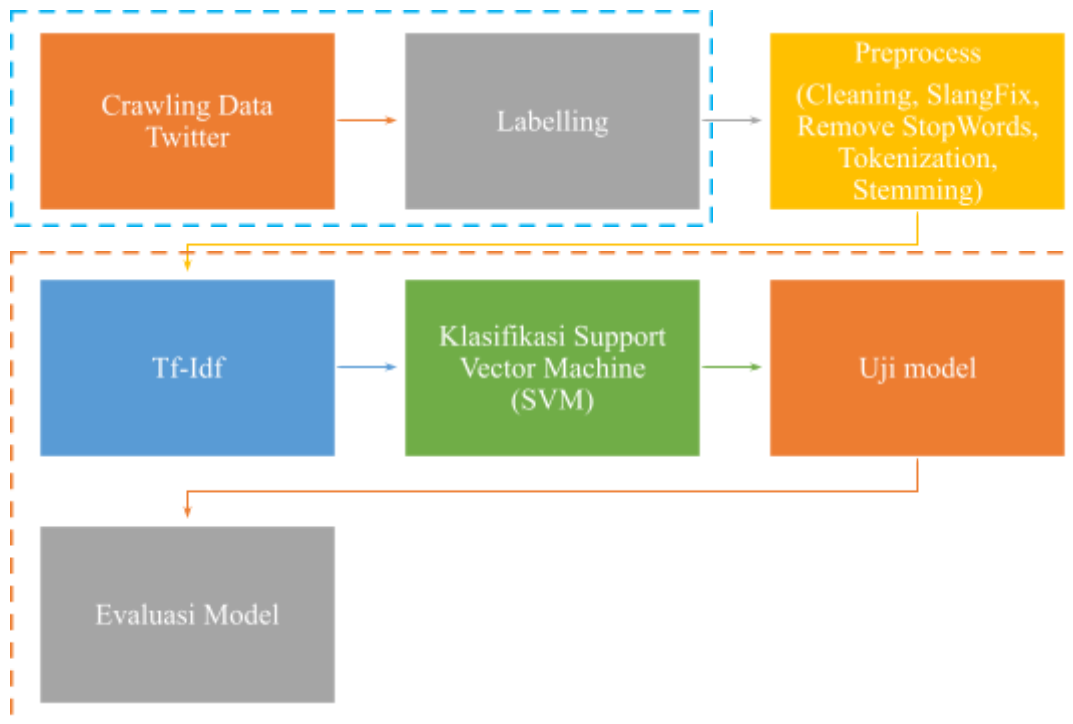 Crawling Data
Twitter
Labelling
Preprocess
(Cleaning, SlangFix,
Remove StopWords,
Tokenization,
Stemming)
Tf-Idf
Klasifikasi Support
Vector Machine
(SVM)
Uji model
Evaluasi Model